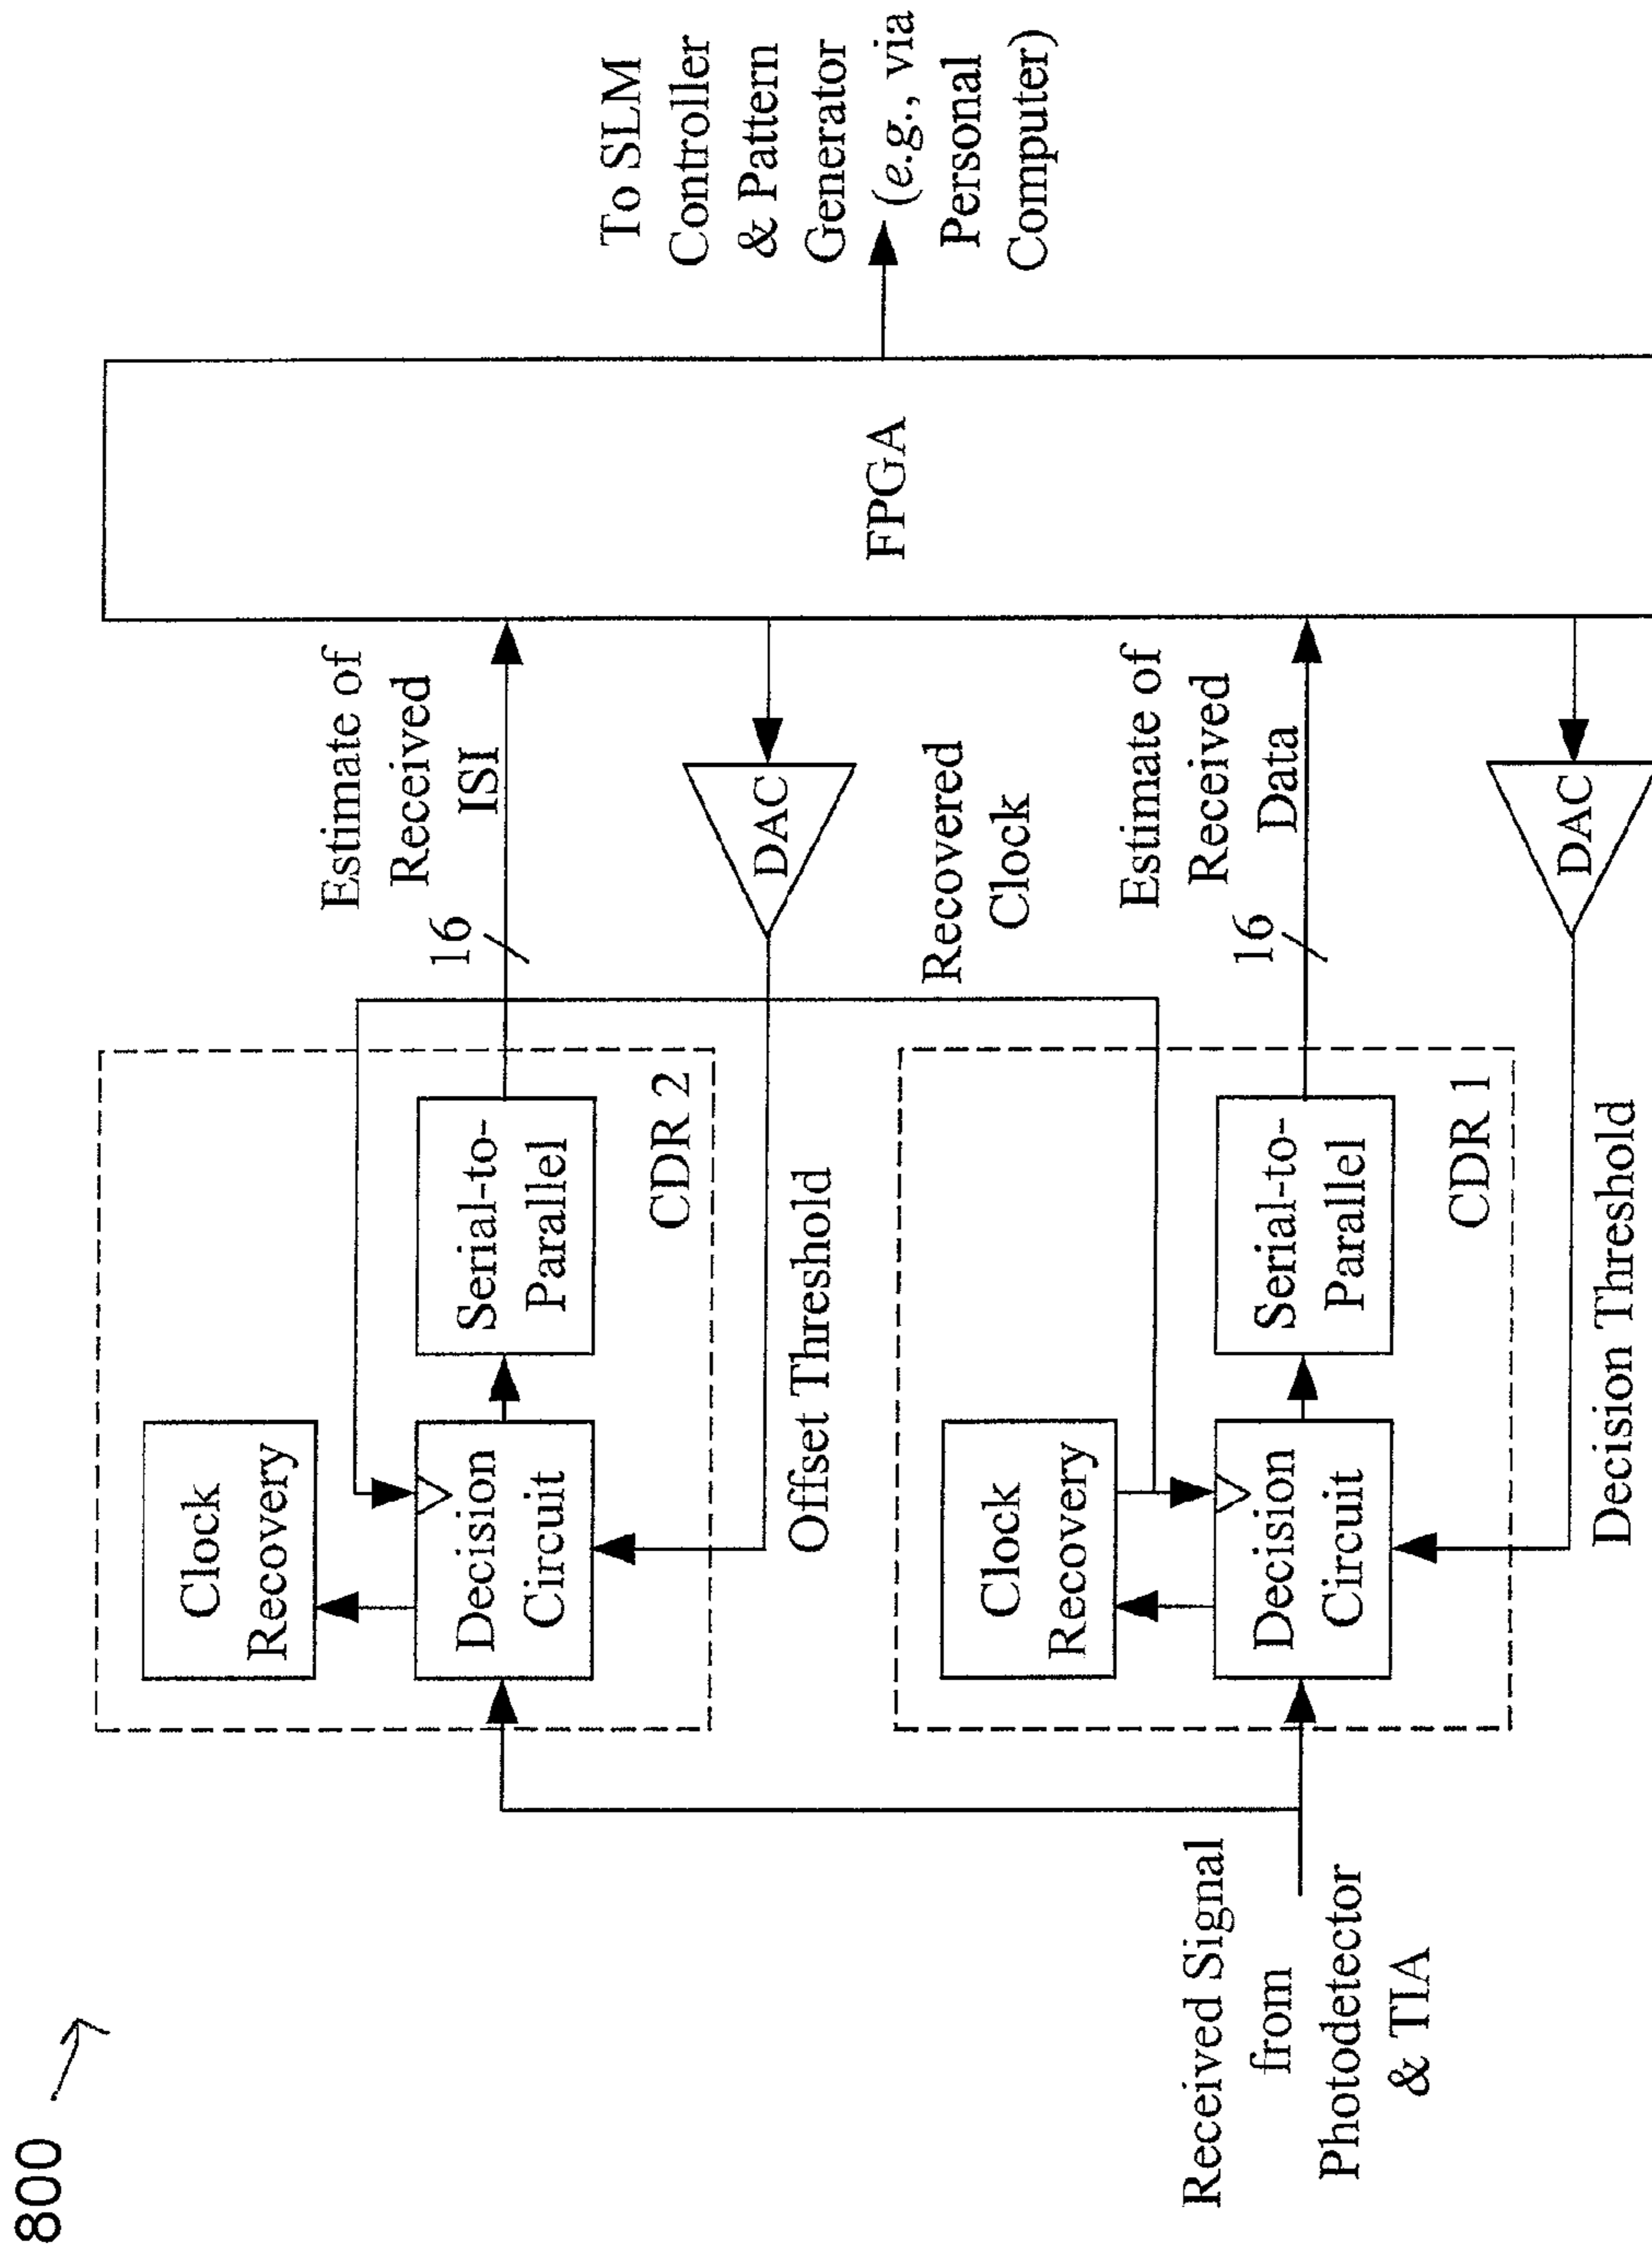 800
Clock
Recovery
Decision
Circuit
Serial-to-
Parallel
CDR 2
16
Estimate of
Received
ISI
DAC
Offset Threshold
Recovered
Clock
FPGA
To SLM
Controller
& Pattern
Generator
(e.g., via
Personal
Computer)
Received Signal
from
Photodetector
& TIA
Clock
Recovery
Decision
Circuit
Serial-to-
Parallel
CDR 1
16
Estimate of
Received
Data
DAC
Decision Threshold